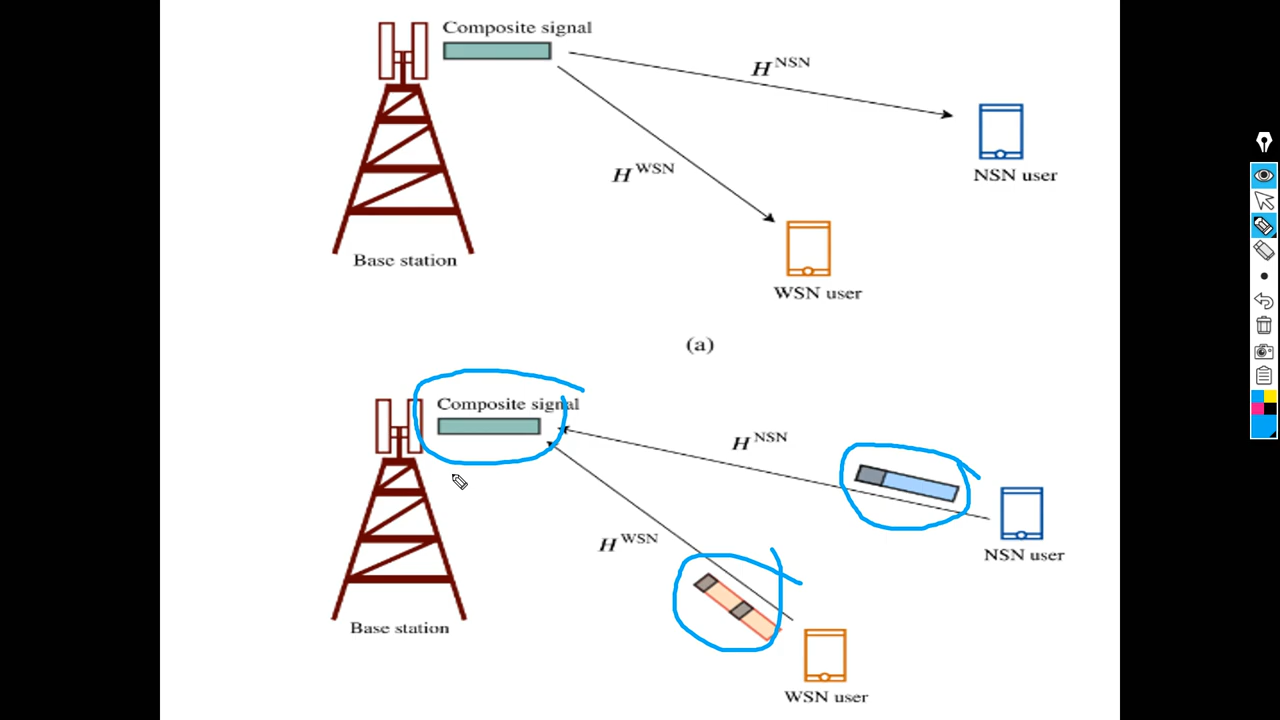 Composite signal
H NSN
NSN user
H WSN
WSN user
Base station
(a)
Composite signal
H NSN
NSN user
H WSN
WSN user
Base station